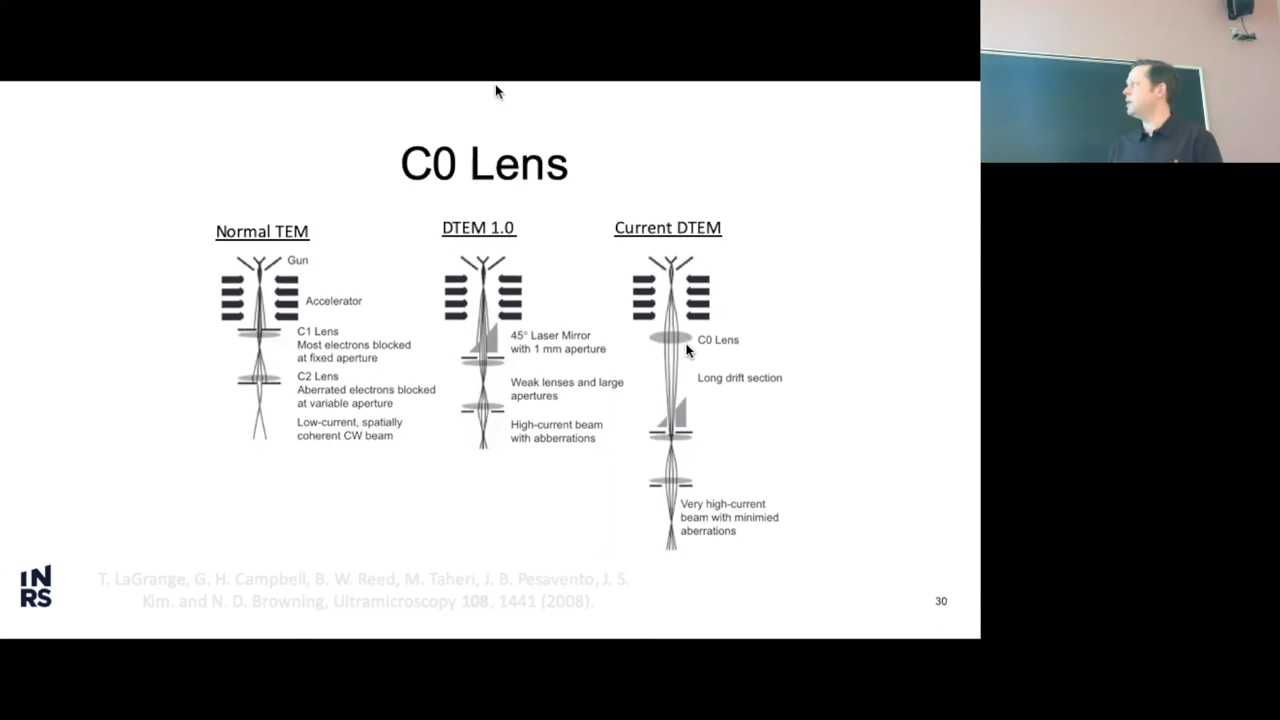 C0 Lens
Normal TEM
Gun
Accelerator
C1 Lens
Most electrons blocked
at fixed aperture
C2 Lens
Aberrated electrons blocked
at variable aperture
Low-current, spatially
coherent CW beam
DTEM 1.0
45° Laser Mirror
with 1 mm aperture
Weak lenses and large
apertures
High-current beam
with abberrations
Current DTEM
C0 Lens
Long drift section
Very high-current
beam with minimied
aberrations
T. LaGrange, G. H. Campbell, B. W. Reed, M. Taheri, J. B. Pesavento, J. S.
Kim. and N. D. Browning, Ultramicroscopy 108, 1441 (2008).
IN
RS
30